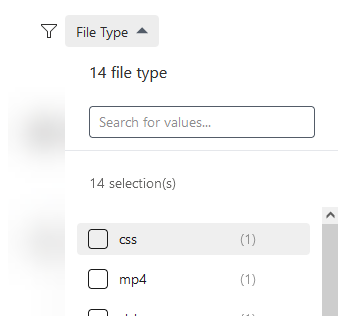 File Type
14 file type
Search for values...
14 selection(s)
css (1)
mp4 (1)